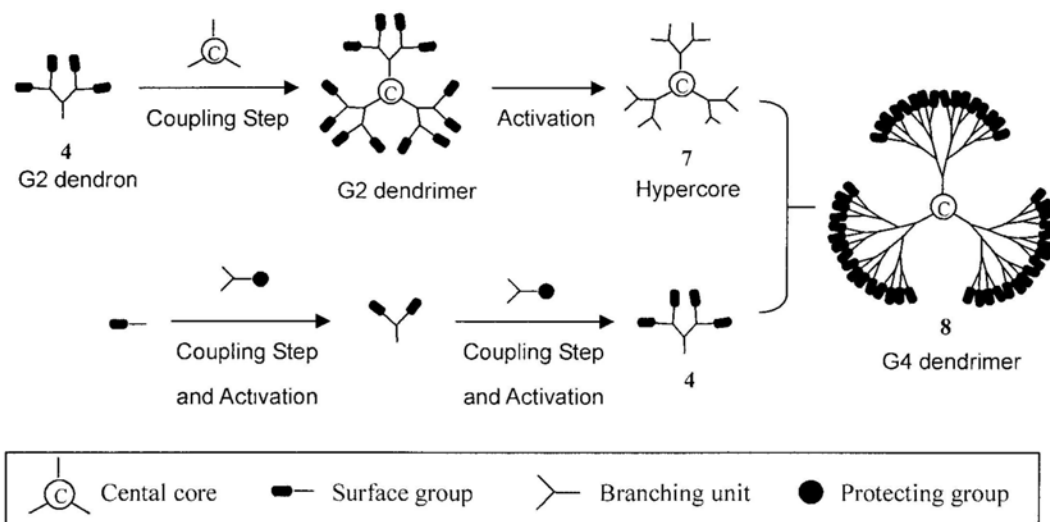 C
C
C
Coupling Step
Activation
4
G2 dendron
G2 dendrimer
7
Hypercore
C
Coupling Step
and Activation
Coupling Step
and Activation
4
8
G4 dendrimer
C Cental core Surface group Branching unit Protecting group